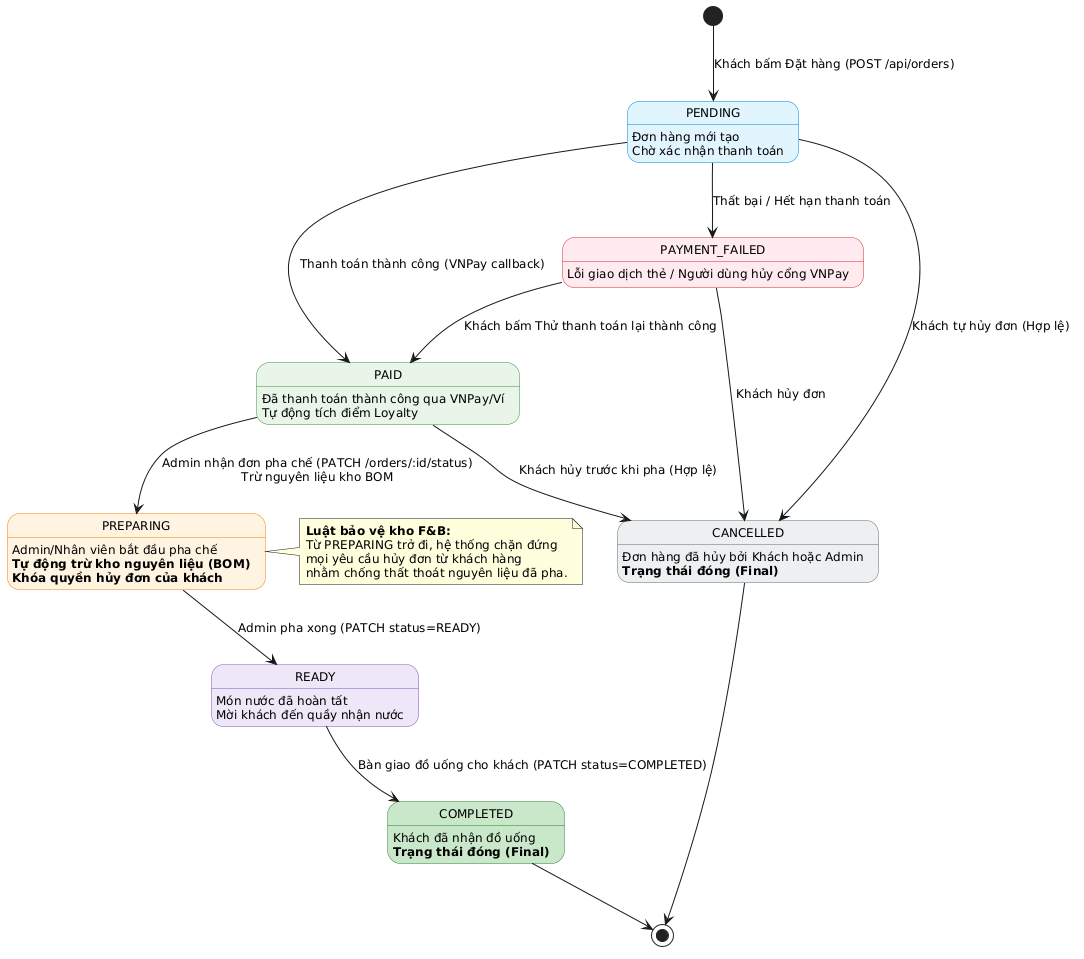 Khách bấm Đặt hàng (POST /api/orders)
PENDING
Đơn hàng mới tạo
Chờ xác nhận thanh toán
Thất bại / Hết hạn thanh toán
PAYMENT_FAILED
Lỗi giao dịch thẻ / Người dùng hủy cổng VNPay
Thanh toán thành công (VNPay callback)
Khách bấm Thử thanh toán lại thành công
Khách tự hủy đơn (Hợp lệ)
PAID
Đã thanh toán thành công qua VNPay/Ví
Tự động tích điểm Loyalty
Khách hủy đơn
Admin nhận đơn pha chế (PATCH /orders/:id/status)
Trừ nguyên liệu kho BOM
Khách hủy trước khi pha (Hợp lệ)
PREPARING
Admin/Nhân viên bắt đầu pha chế
Tự động trừ kho nguyên liệu (BOM)
Khóa quyền hủy đơn của khách
Luật bảo vệ kho F&B:
Từ PREPARING trở đi, hệ thống chặn đứng
mọi yêu cầu hủy đơn từ khách hàng
nhằm chống thất thoát nguyên liệu đã pha.
CANCELLED
Đơn hàng đã hủy bởi Khách hoặc Admin
Trạng thái đóng (Final)
Admin pha xong (PATCH status=READY)
READY
Món nước đã hoàn tất
Mời khách đến quầy nhận nước
Bàn giao đồ uống cho khách (PATCH status=COMPLETED)
COMPLETED
Khách đã nhận đồ uống
Trạng thái đóng (Final)